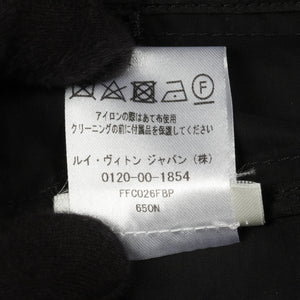 F
アイロンの際はあて布使用
クリーニングの前に付属品を保護してください
ルイ・ヴィトン ジャパン(株)
0120-00-1854
FFC026FBP
650N